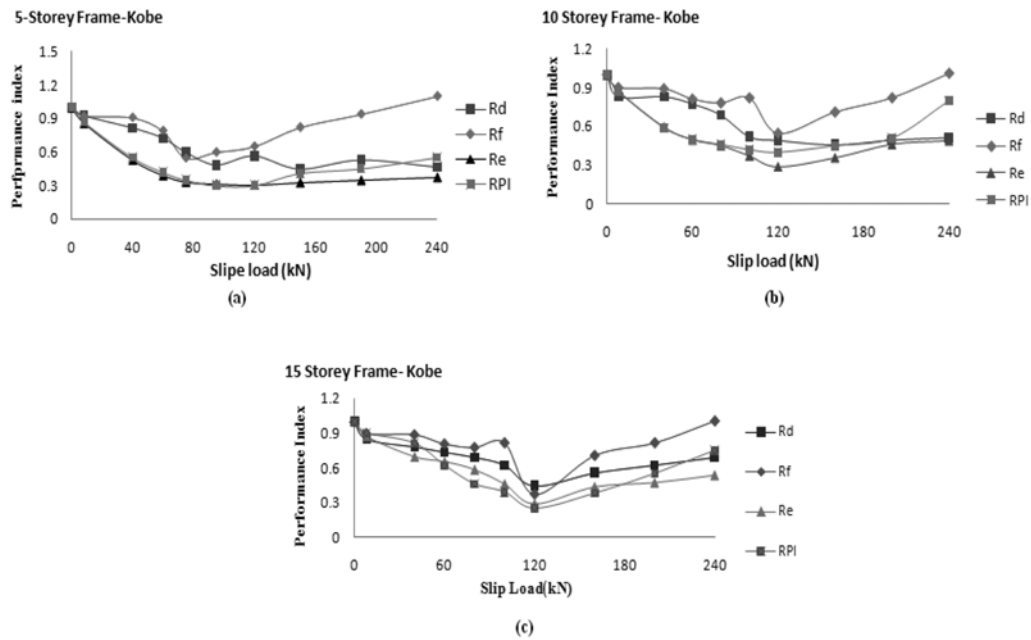 5-Storey Frame-Kobe
Perfprmance index
1.5
1.2
0.9
0.6
0.3
0
0 40 80 120 160 200 240
Slipe load (kN)
Rd
Rf
Re
RPI
(a)
10 Storey Frame- Kobe
Performance Index
1.2
0.9
0.6
0.3
0
0 60 120 180 240
Slip load (kN)
Rd
Rf
Re
RPI
(b)
15 Storey Frame- Kobe
Performance Index
1.2
0.9
0.6
0.3
0
0 60 120 180 240
Slip Load(kN)
Rd
Rf
Re
RPI
(c)